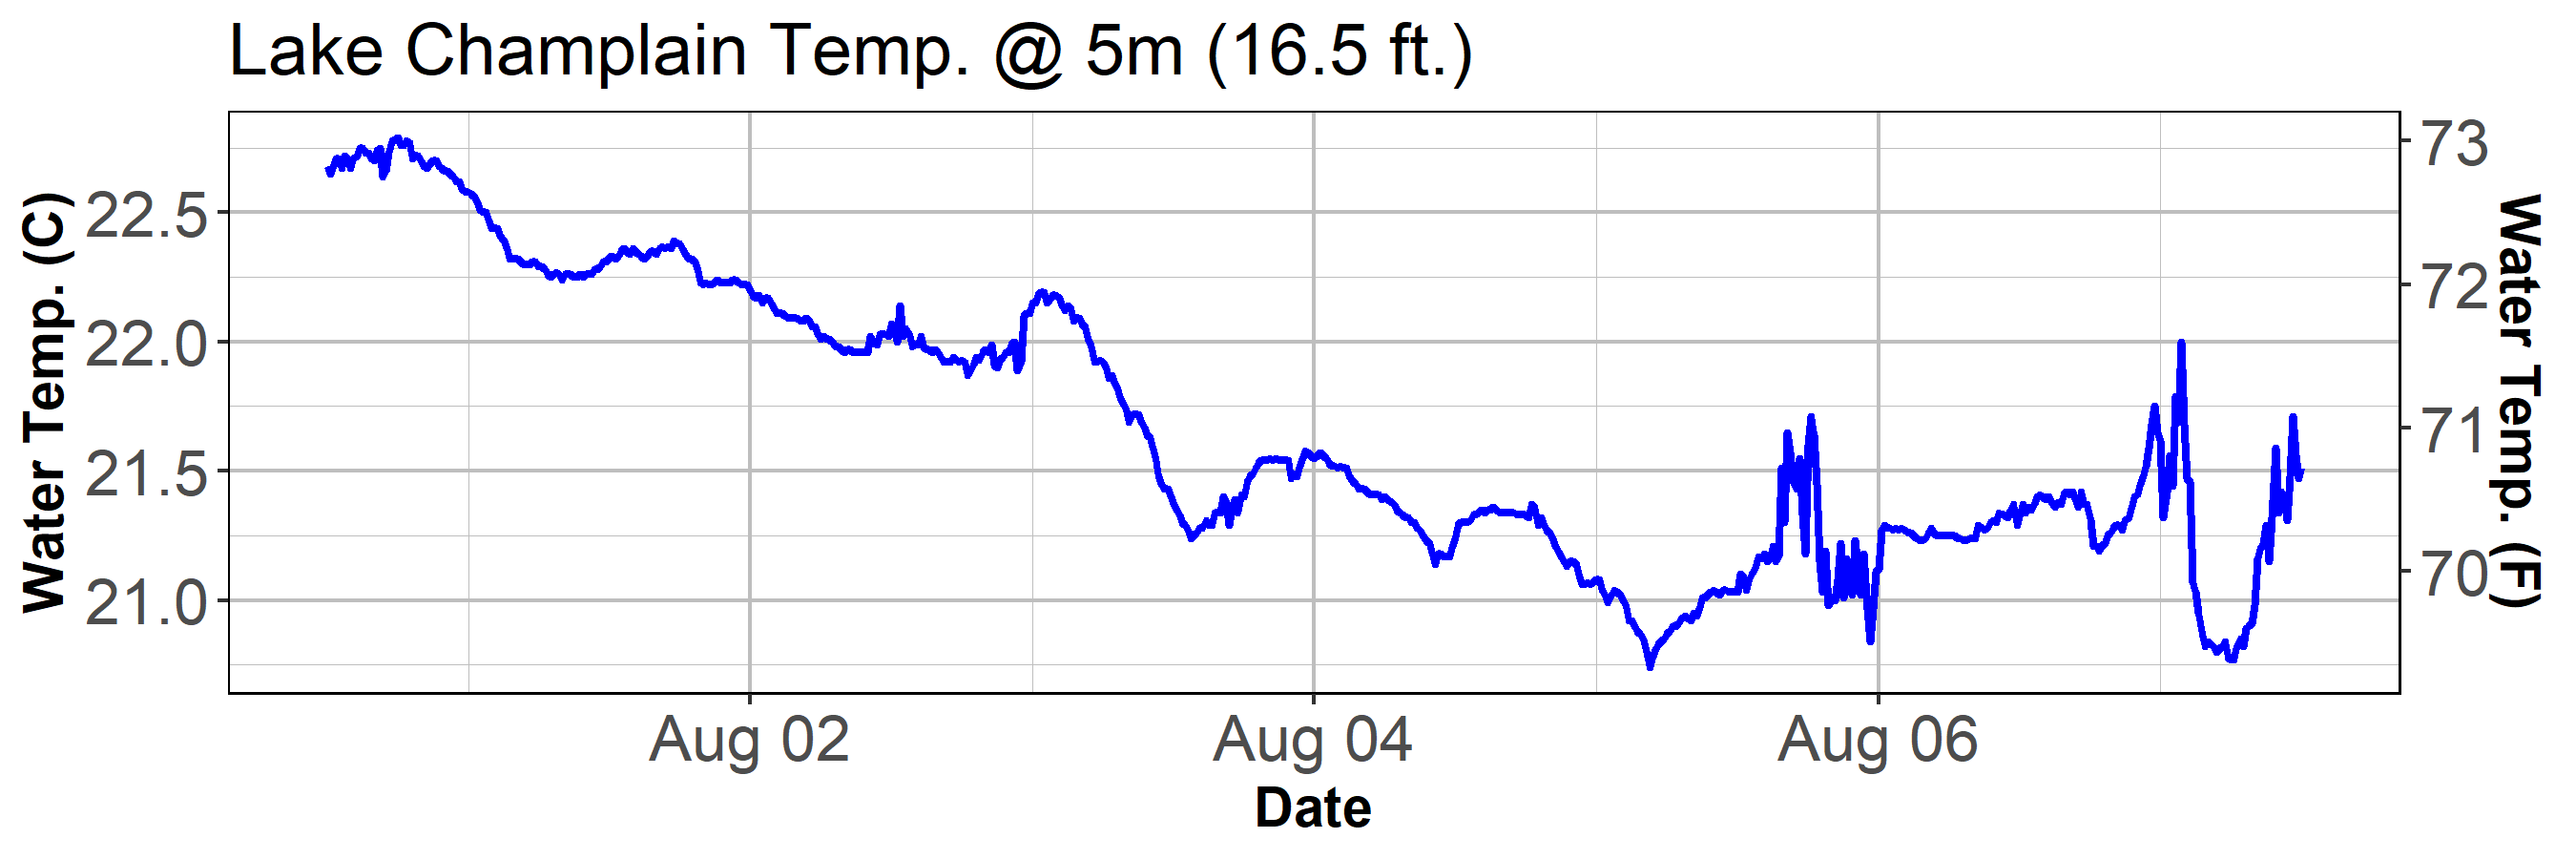 Lake Champlain Temp. @ 5m (16.5 ft.)
Water Temp. (C)
22.5
22.0
21.5
21.0
73
72
71
70
Water Temp. (F)
Aug 02
Aug 04
Aug 06
Date